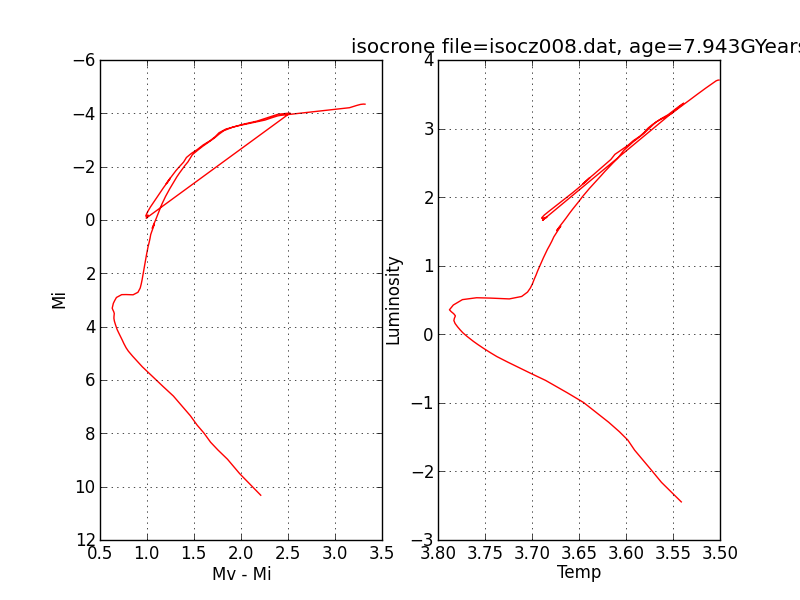 isocrone file=isocz008.dat, age=7.943GYears
−6
−4
−2
0
2
4
6
8
10
12
Mi
0.5 1.0 1.5 2.0 2.5 3.0 3.5
Mv - Mi
4
3
2
1
0
−1
−2
−3
Luminosity
3.80 3.75 3.70 3.65 3.60 3.55 3.50
Temp